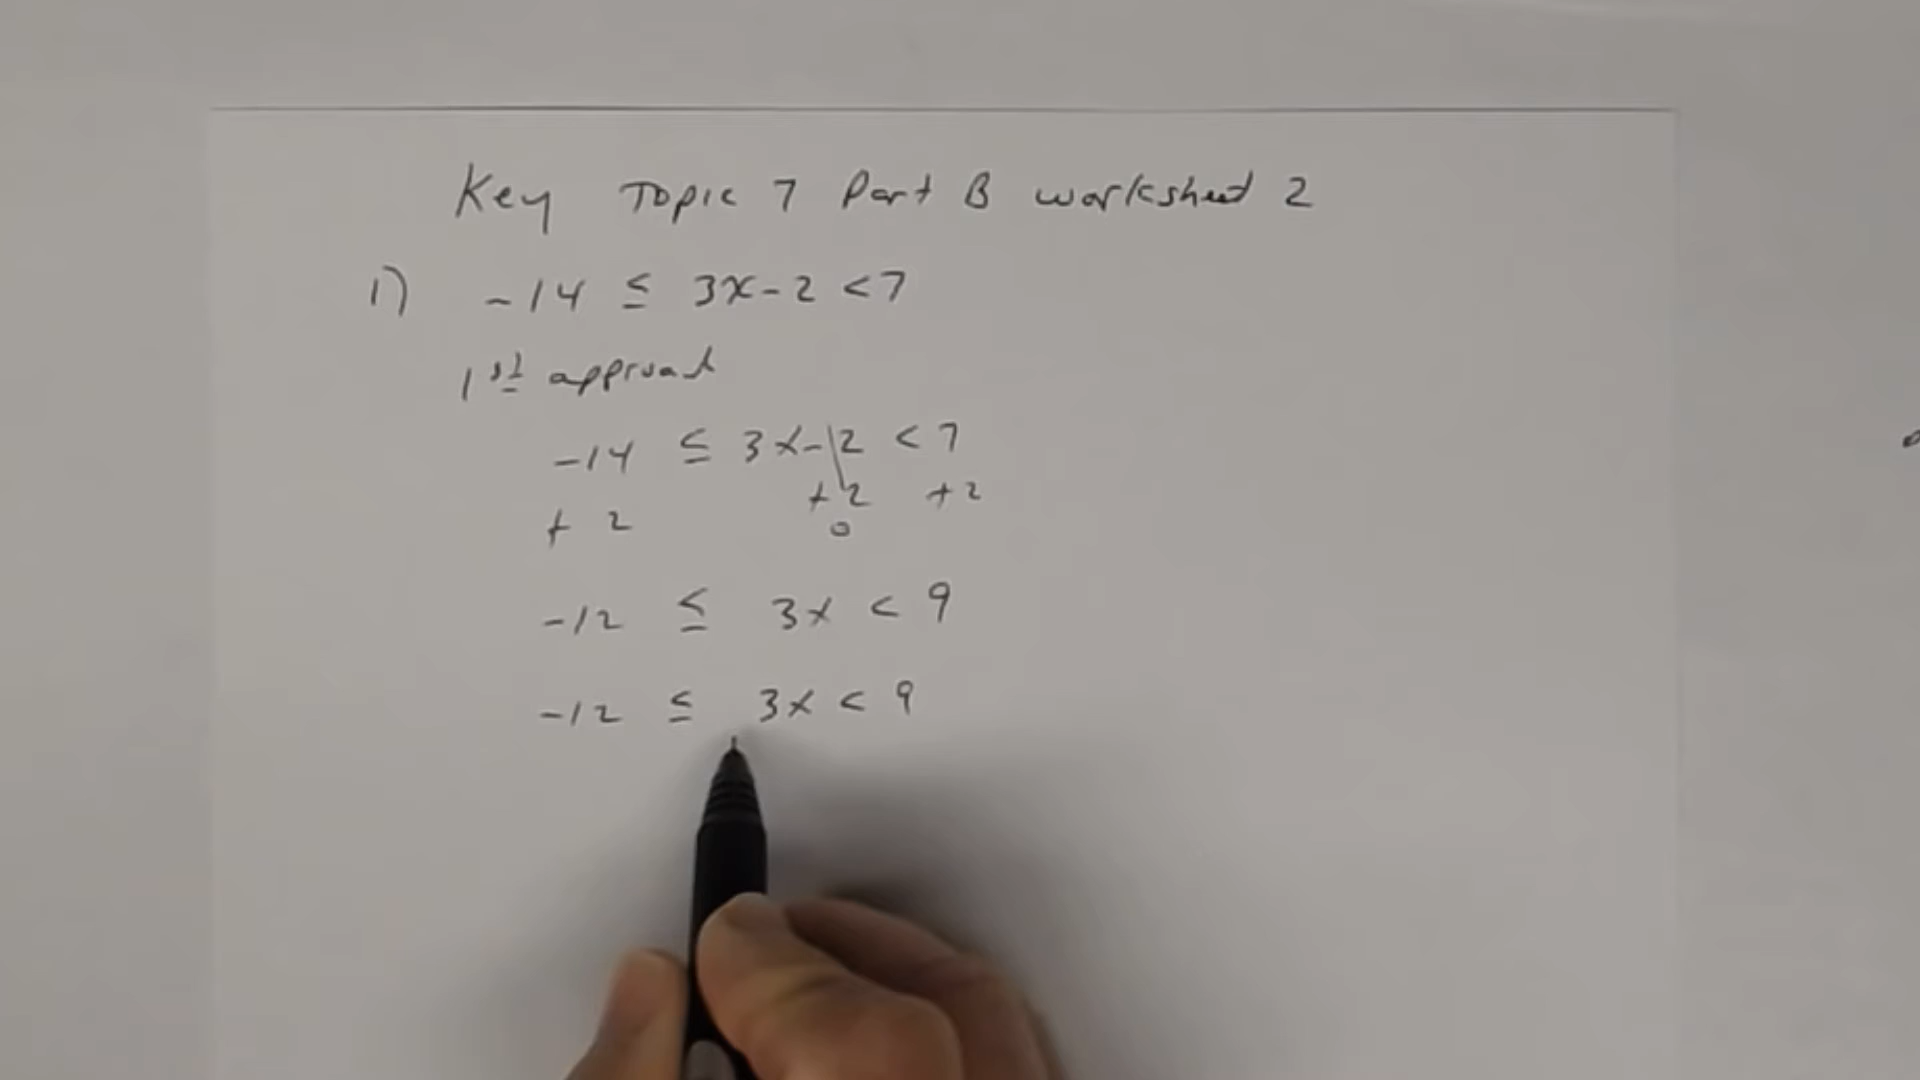 Key Topic 7 Part B worksheet 2
1) -14 ≤ 3x-2 <7
1st approach
-14 ≤ 3x-2 < 7
+ 2 +2 +2
0
-12 ≤ 3x < 9
-12 ≤ 3x < 9